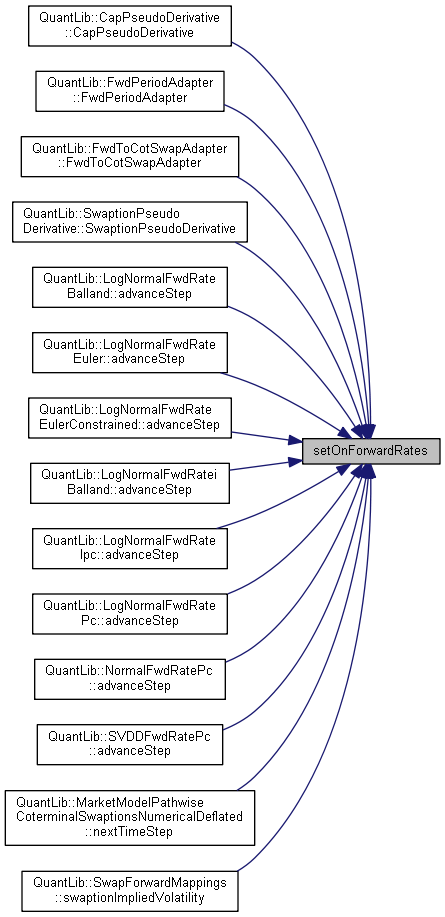 QuantLib::CapPseudoDerivative
::CapPseudoDerivative
QuantLib::FwdPeriodAdapter
::FwdPeriodAdapter
QuantLib::FwdToCotSwapAdapter
::FwdToCotSwapAdapter
QuantLib::SwaptionPseudo
Derivative::SwaptionPseudoDerivative
QuantLib::LogNormalFwdRate
Balland::advanceStep
QuantLib::LogNormalFwdRate
Euler::advanceStep
QuantLib::LogNormalFwdRate
EulerConstrained::advanceStep
setOnForwardRates
QuantLib::LogNormalFwdRatei
Balland::advanceStep
QuantLib::LogNormalFwdRate
Ipc::advanceStep
QuantLib::LogNormalFwdRate
Pc::advanceStep
QuantLib::NormalFwdRatePc
::advanceStep
QuantLib::SVDDFwdRatePc
::advanceStep
QuantLib::MarketModelPathwise
CoterminalSwaptionsNumericalDeflated
::nextTimeStep
QuantLib::SwapForwardMappings
::swaptionImpliedVolatility